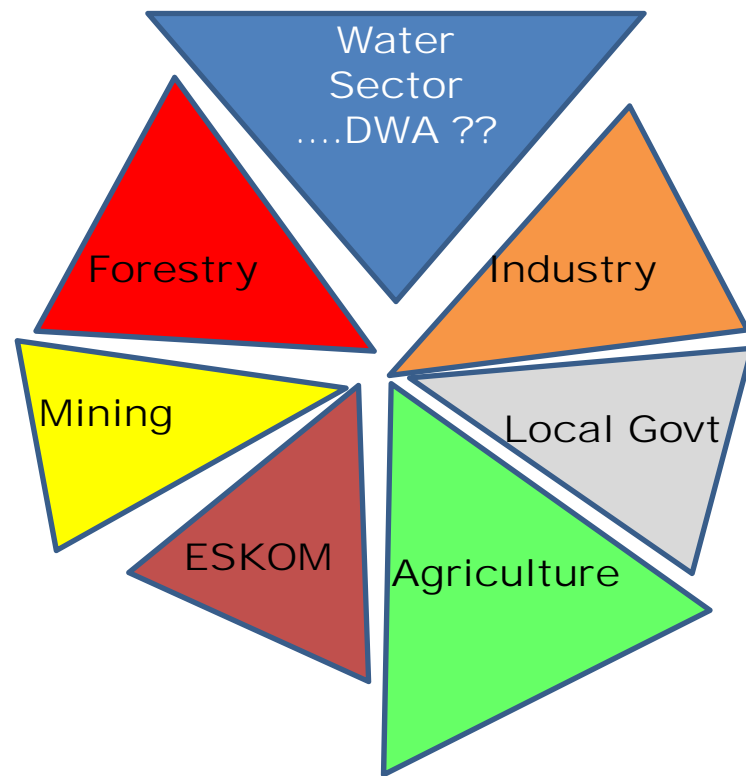 Water
Sector
....DWA ??
Forestry
Industry
Mining
Local Govt
ESKOM
Agriculture